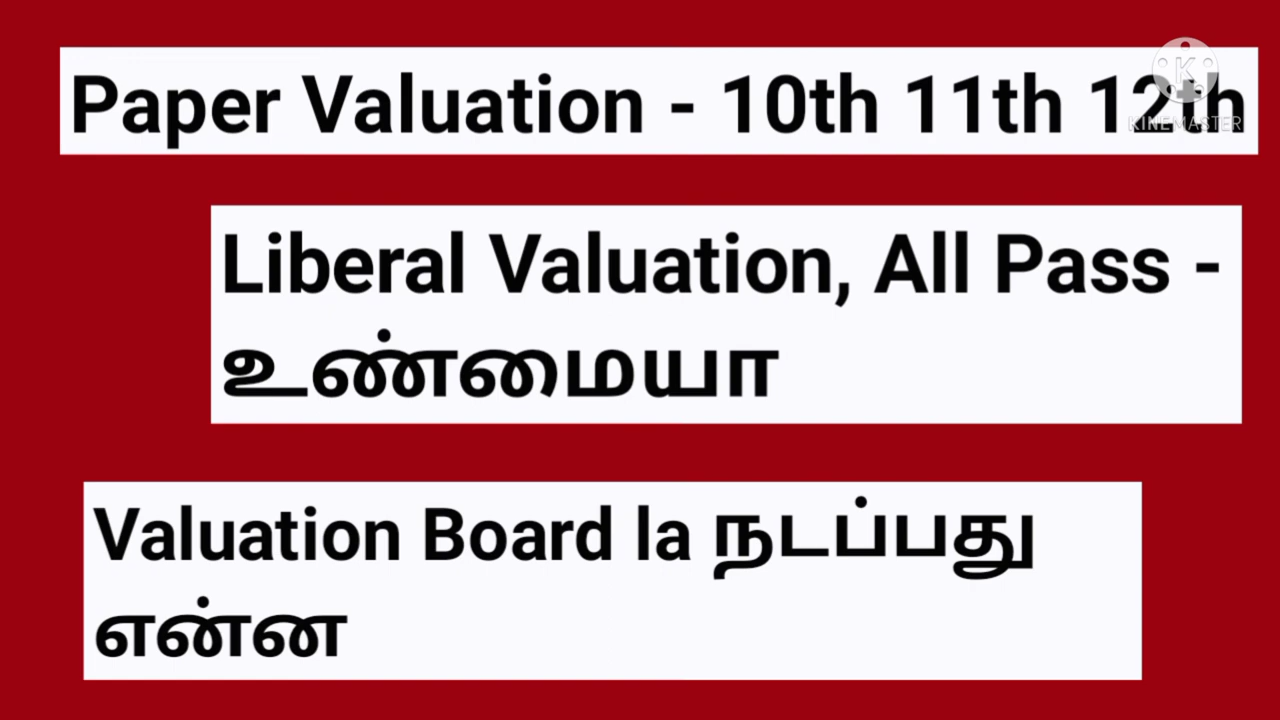 Paper Valuation - 10th 11th 12th
K
KINEMASTER
Liberal Valuation, All Pass -
உண்மையா
Valuation Board la நடப்பது
என்ன